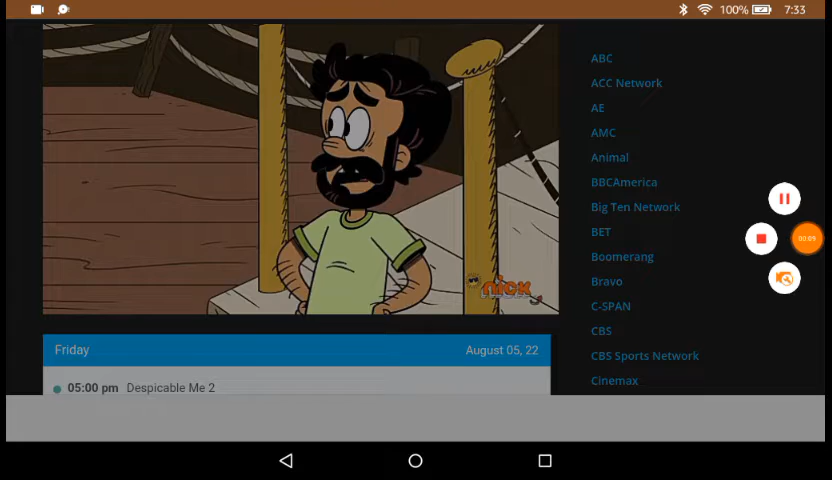 100% 7:33
ABC
ACC Network
AE
AMC
Animal
BBCAmerica
Big Ten Network
BET
Boomerang
Bravo
C-SPAN
CBS
CBS Sports Network
Cinemax
00:09
nick
Friday August 05, 22
05:00 pm Despicable Me 2